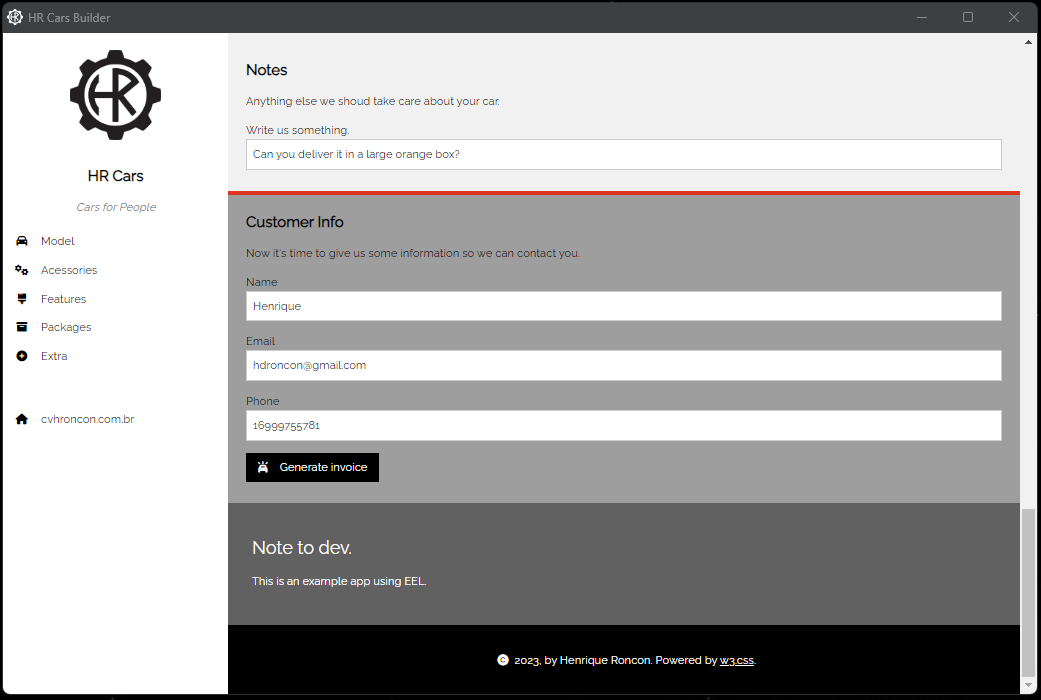 HR Cars Builder
HR
HR Cars
Cars for People
Model
Acessories
Features
Packages
Extra
cvhroncon.com.br
Notes
Anything else we shoud take care about your car.
Write us something.
Can you deliver it in a large orange box?
Customer Info
Now it's time to give us some information so we can contact you.
Name
Henrique
Email
hdroncon@gmail.com
Phone
16999755781
Generate invoice
Note to dev.
This is an example app using EEL.
© 2023, by Henrique Roncon. Powered by w3.css.